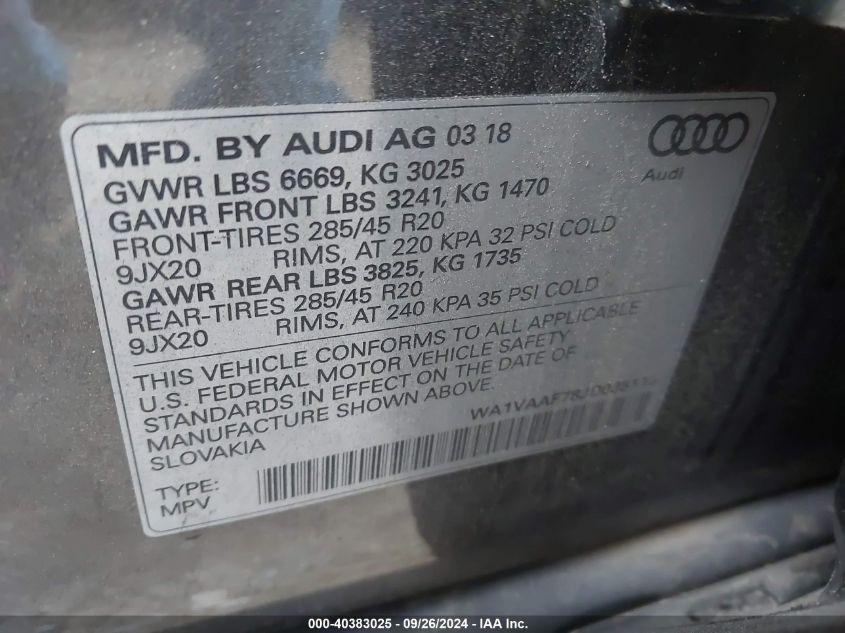 MFD. BY AUDI AG 03 18
Audi
GVWR LBS 6669, KG 3025
GAWR FRONT LBS 3241, KG 1470
FRONT-TIRES 285/45 R20
9JX20 RIMS, AT 220 KPA 32 PSI COLD
GAWR REAR LBS 3825, KG 1735
REAR-TIRES 285/45 R20
9JX20 RIMS, AT 240 KPA 35 PSI COLD
THIS VEHICLE CONFORMS TO ALL APPLICABLE
U.S. FEDERAL MOTOR VEHICLE SAFETY
STANDARDS IN EFFECT ON THE DATE OF
MANUFACTURE SHOWN ABOVE.
SLOVAKIA
TYPE:
MPV
000-40383025 - 09/26/2024 - IAAI.com